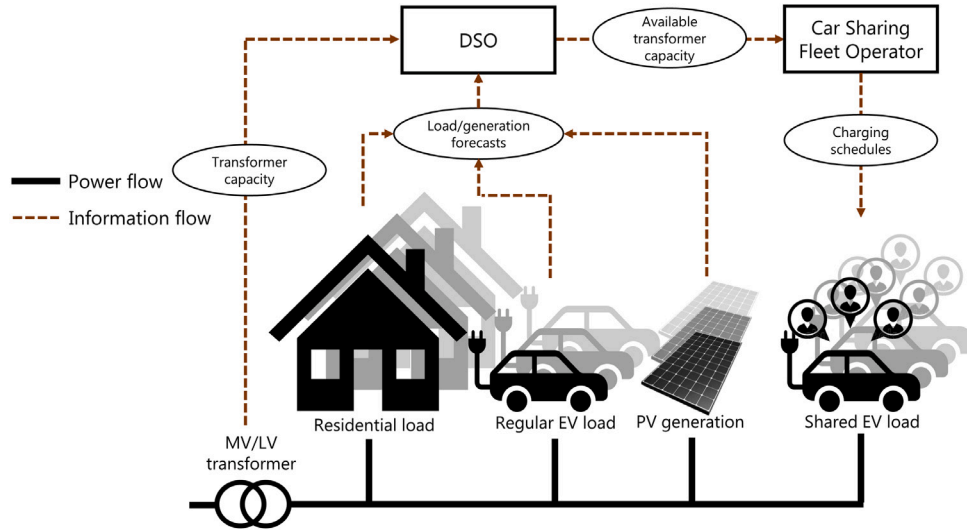 DSO
Available
transformer
capacity
Car Sharing
Fleet Operator
Load/generation
forecasts
Charging
schedules
Transformer
capacity
Power flow
Information flow
Residential load
Regular EV load
PV generation
Shared EV load
MV/LV
transformer